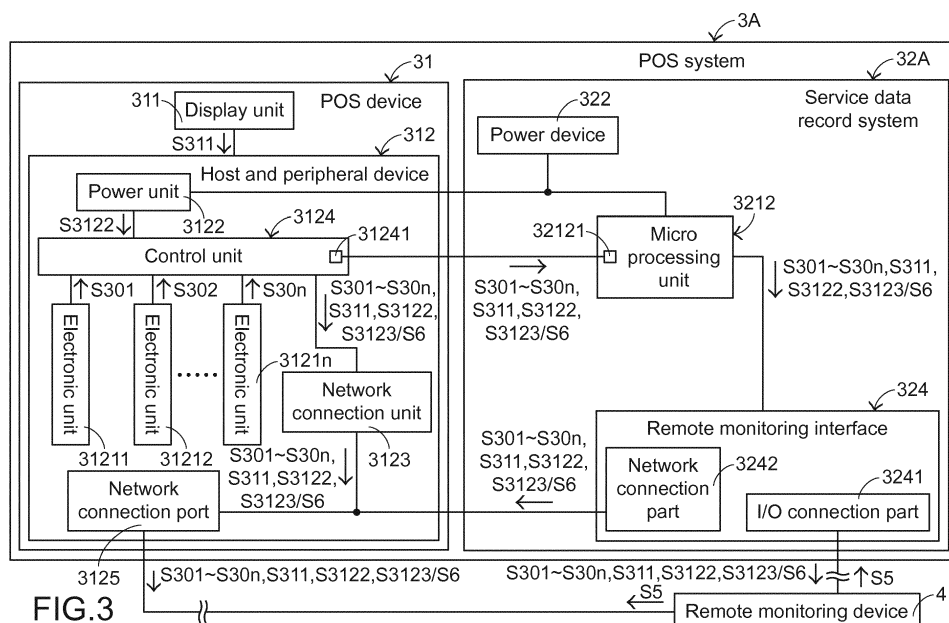 3A
POS system
31
POS device
32A
Service data
record system
311
Display unit
S311
312
Host and peripheral device
322
Power device
Power unit
S3122
3122
3124
31241
Control unit
32121
3212
Micro
processing
unit
S301
S302
S30n
S301~S30n,
S311,S3122,
S3123/S6
S301~S30n,
S311,S3122,
S3123/S6
S301~S30n,S311,
S3122,S3123/S6
Electronic unit
Electronic unit
Electronic unit
3121n
31211
31212
Network
connection unit
3123
S301~S30n,
S311,S3122,
S3123/S6
324
Remote monitoring interface
S301~S30n,
S311,S3122,
S3123/S6
Network
connection
part
3242
3241
I/O connection part
Network
connection port
3125
S301~S30n,S311,S3122,S3123/S6
S301~S30n,S311,S3122,S3123/S6
S5
S5
Remote monitoring device
4
FIG.3